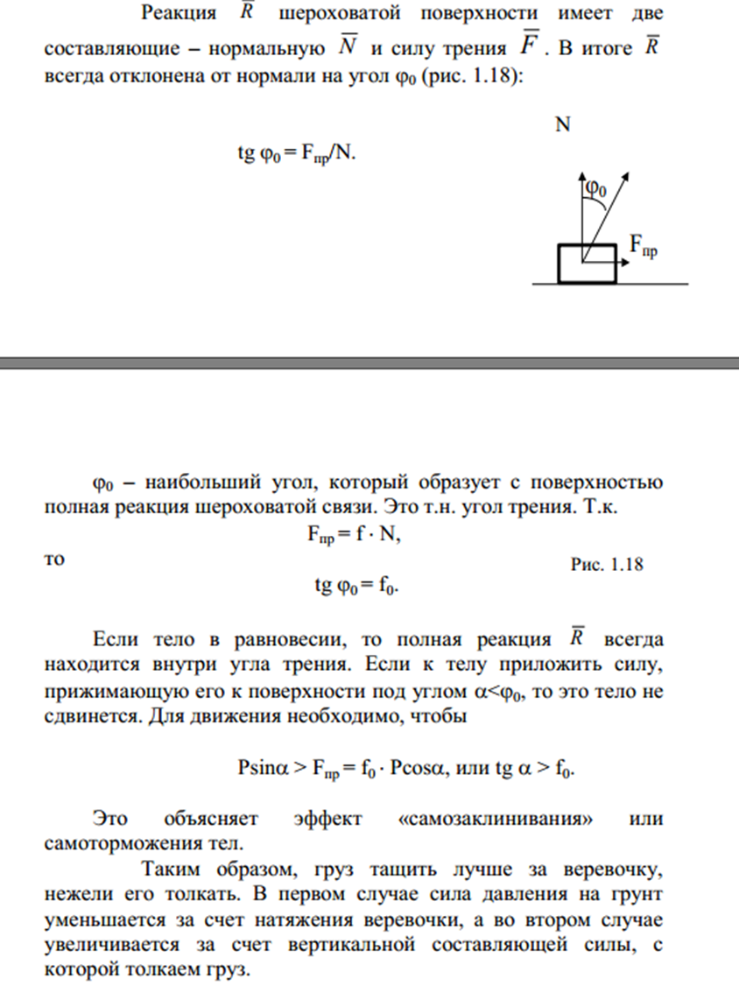 Реакция R̅ шероховатой поверхности имеет две
составляющие – нормальную N̅ и силу трения F̅ . В итоге R̅
всегда отклонена от нормали на угол φ₀ (рис. 1.18):
N
tg φ₀ = Fпр/N.
φ₀
Fпр
φ₀ – наибольший угол, который образует с поверхностью
полная реакция шероховатой связи. Это т.н. угол трения. Т.к.
Fпр = f · N,
то
Рис. 1.18
tg φ₀ = f₀.
Если тело в равновесии, то полная реакция R̅ всегда
находится внутри угла трения. Если к телу приложить силу,
прижимающую его к поверхности под углом α<φ₀, то это тело не
сдвинется. Для движения необходимо, чтобы
Psinα > Fпр = f₀ · Pcosα, или tg α > f₀.
Это объясняет эффект «самозаклинивания» или
самоторможения тел.
Таким образом, груз тащить лучше за веревочку,
нежели его толкать. В первом случае сила давления на грунт
уменьшается за счет натяжения веревочки, а во втором случае
увеличивается за счет вертикальной составляющей силы, с
которой толкаем груз.